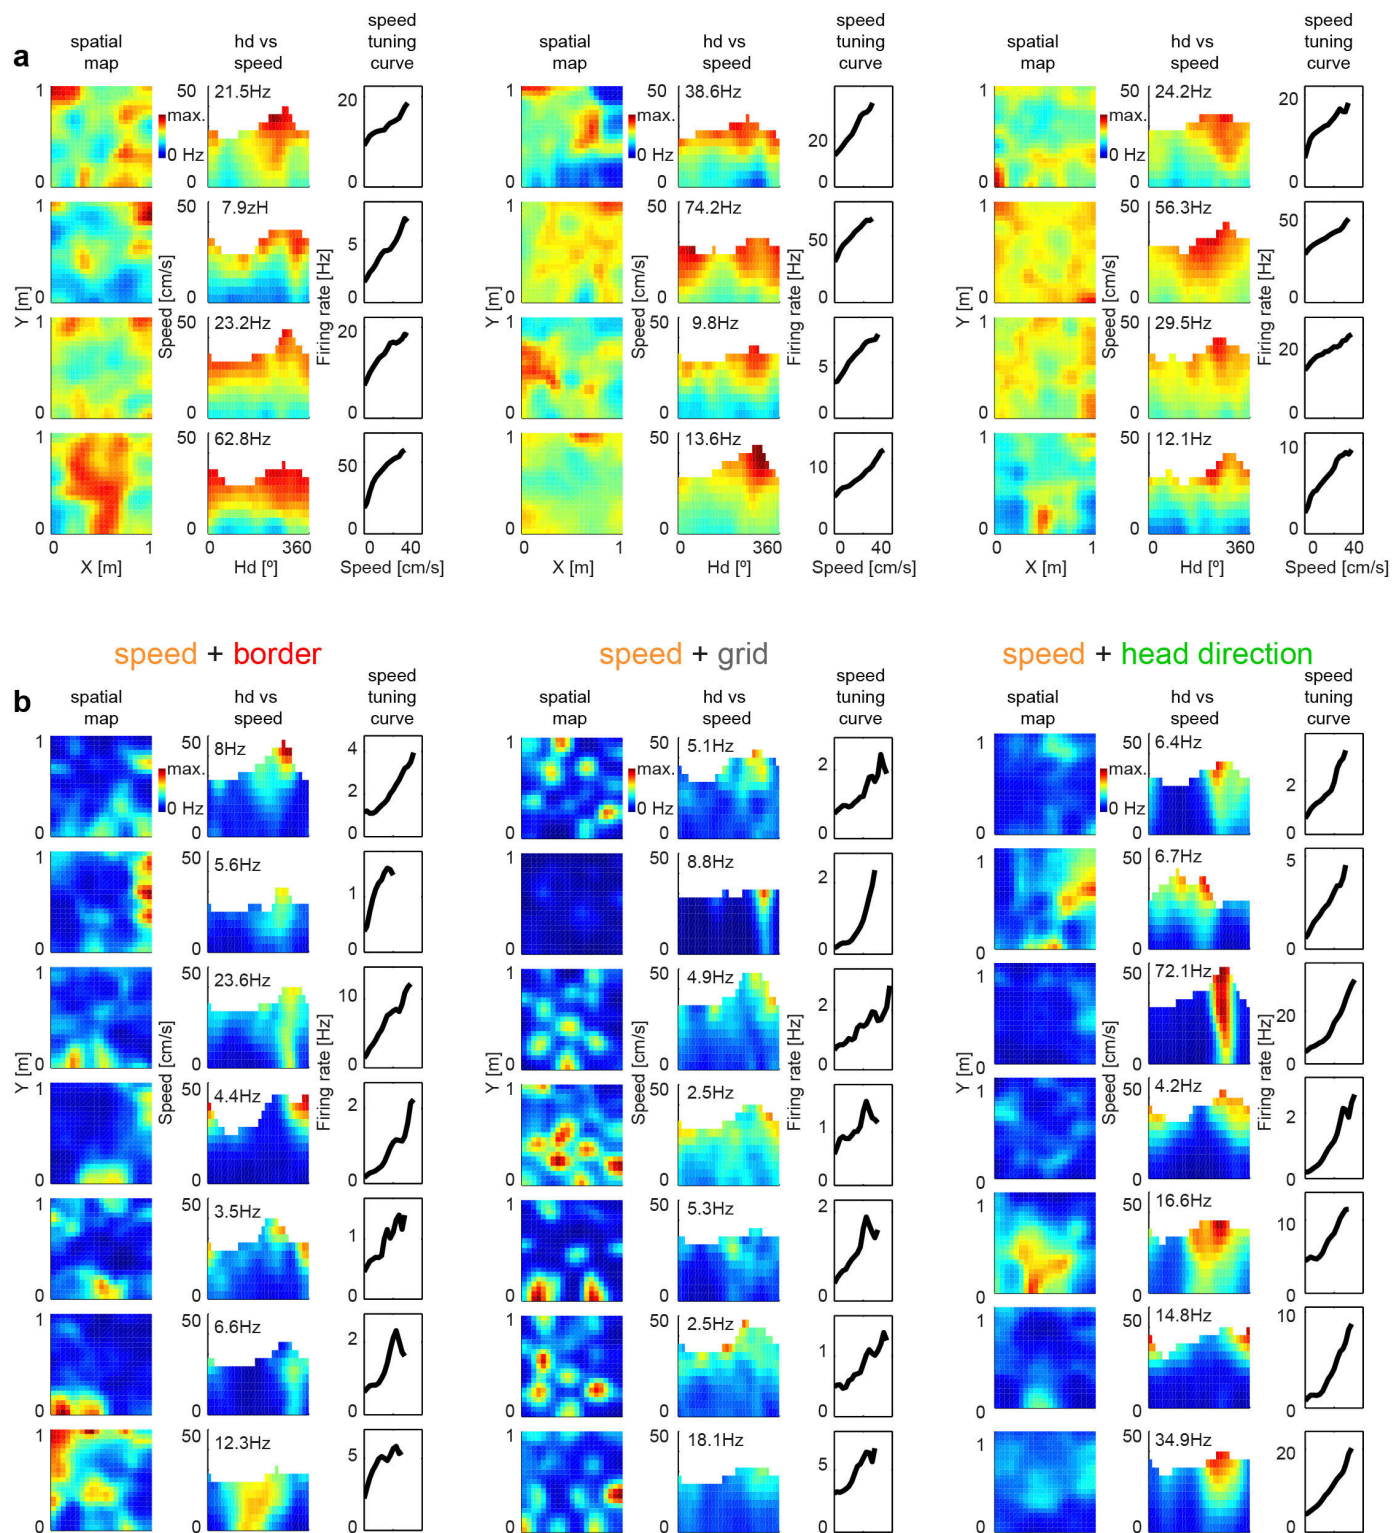 a
spatial map
hd vs speed
speed tuning curve
spatial map
hd vs speed
speed tuning curve
spatial map
hd vs speed
speed tuning curve
1 50 21.5Hz 20 1 50 38.6Hz 1 50 24.2Hz 20
max. max. max.
20
0 Hz 0 Hz 0 Hz
0 0 0 0 0 0 0 0 0
1 50 7.9zH 1 50 74.2Hz 1 50 56.3Hz 50
5 50
0 0 0 0 0 0 0 0 0
1 50 23.2Hz 20 1 50 9.8Hz 1 50 29.5Hz
5 20
0 0 0 0 0 0 0 0 0
1 50 62.8Hz 1 50 13.6Hz 1 50 12.1Hz 10
50 10
0 0 0 0 0 0 0 0 0
Y [m] Speed [cm/s] Firing rate [Hz] Y [m] Speed [cm/s] Firing rate [Hz] Y [m] Speed [cm/s] Firing rate [Hz]
0 1 0 360 0 40 0 1 0 360 0 40 0 1 0 360 0 40
X [m] Hd [º] Speed [cm/s] X [m] Hd [º] Speed [cm/s] X [m] Hd [º] Speed [cm/s]
speed + border
speed + grid
speed + head direction
b
spatial map
hd vs speed
speed tuning curve
spatial map
hd vs speed
speed tuning curve
spatial map
hd vs speed
speed tuning curve
1 50 8Hz 4 1 50 5.1Hz 2 1 50 6.4Hz
max. max. max.
2 2
0 Hz 0 Hz 0 Hz
0 0 0 0 0 0 0 0 0
1 50 5.6Hz 1 50 8.8Hz 2 1 50 6.7Hz 5
1
0 0 0 0 0 0 0 0 0
1 50 23.6Hz 10 1 50 4.9Hz 2 1 50 72.1Hz 20
0 0 0 0 0 0 0 0 0
1 50 4.4Hz 2 1 50 2.5Hz 1 1 50 4.2Hz 2
0 0 0 0 0 0 0 0 0
1 50 3.5Hz 1 1 50 5.3Hz 2 1 50 16.6Hz 10
1
0 0 0 0 0 0 0 0 0
1 50 6.6Hz 2 1 50 2.5Hz 1 1 50 14.8Hz 10
0 0 0 0 0 0 0 0 0
1 50 12.3Hz 5 1 50 18.1Hz 5 1 50 34.9Hz 20
0 0 0 0 0 0 0 0 0
Y [m] Speed [cm/s] Firing rate [Hz] Y [m] Speed [cm/s] Firing rate [Hz] Y [m] Speed [cm/s] Firing rate [Hz]